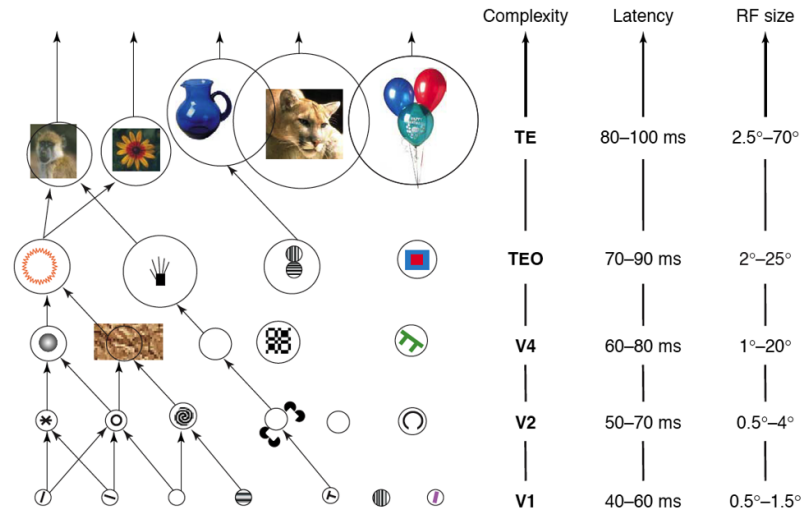 Complexity Latency RF size
TE 80–100 ms 2.5°–70°
TEO 70–90 ms 2°–25°
V4 60–80 ms 1°–20°
V2 50–70 ms 0.5°–4°
V1 40–60 ms 0.5°–1.5°